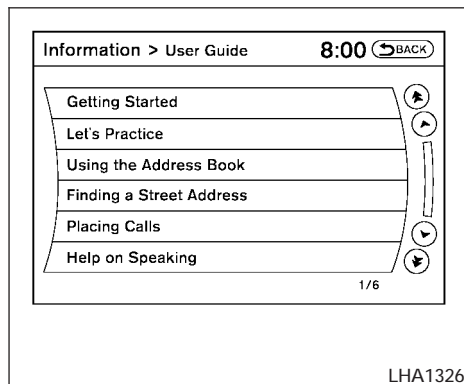 Information > User Guide 8:00 BACK
Getting Started
Let's Practice
Using the Address Book
Finding a Street Address
Placing Calls
Help on Speaking
1/6
LHA1326